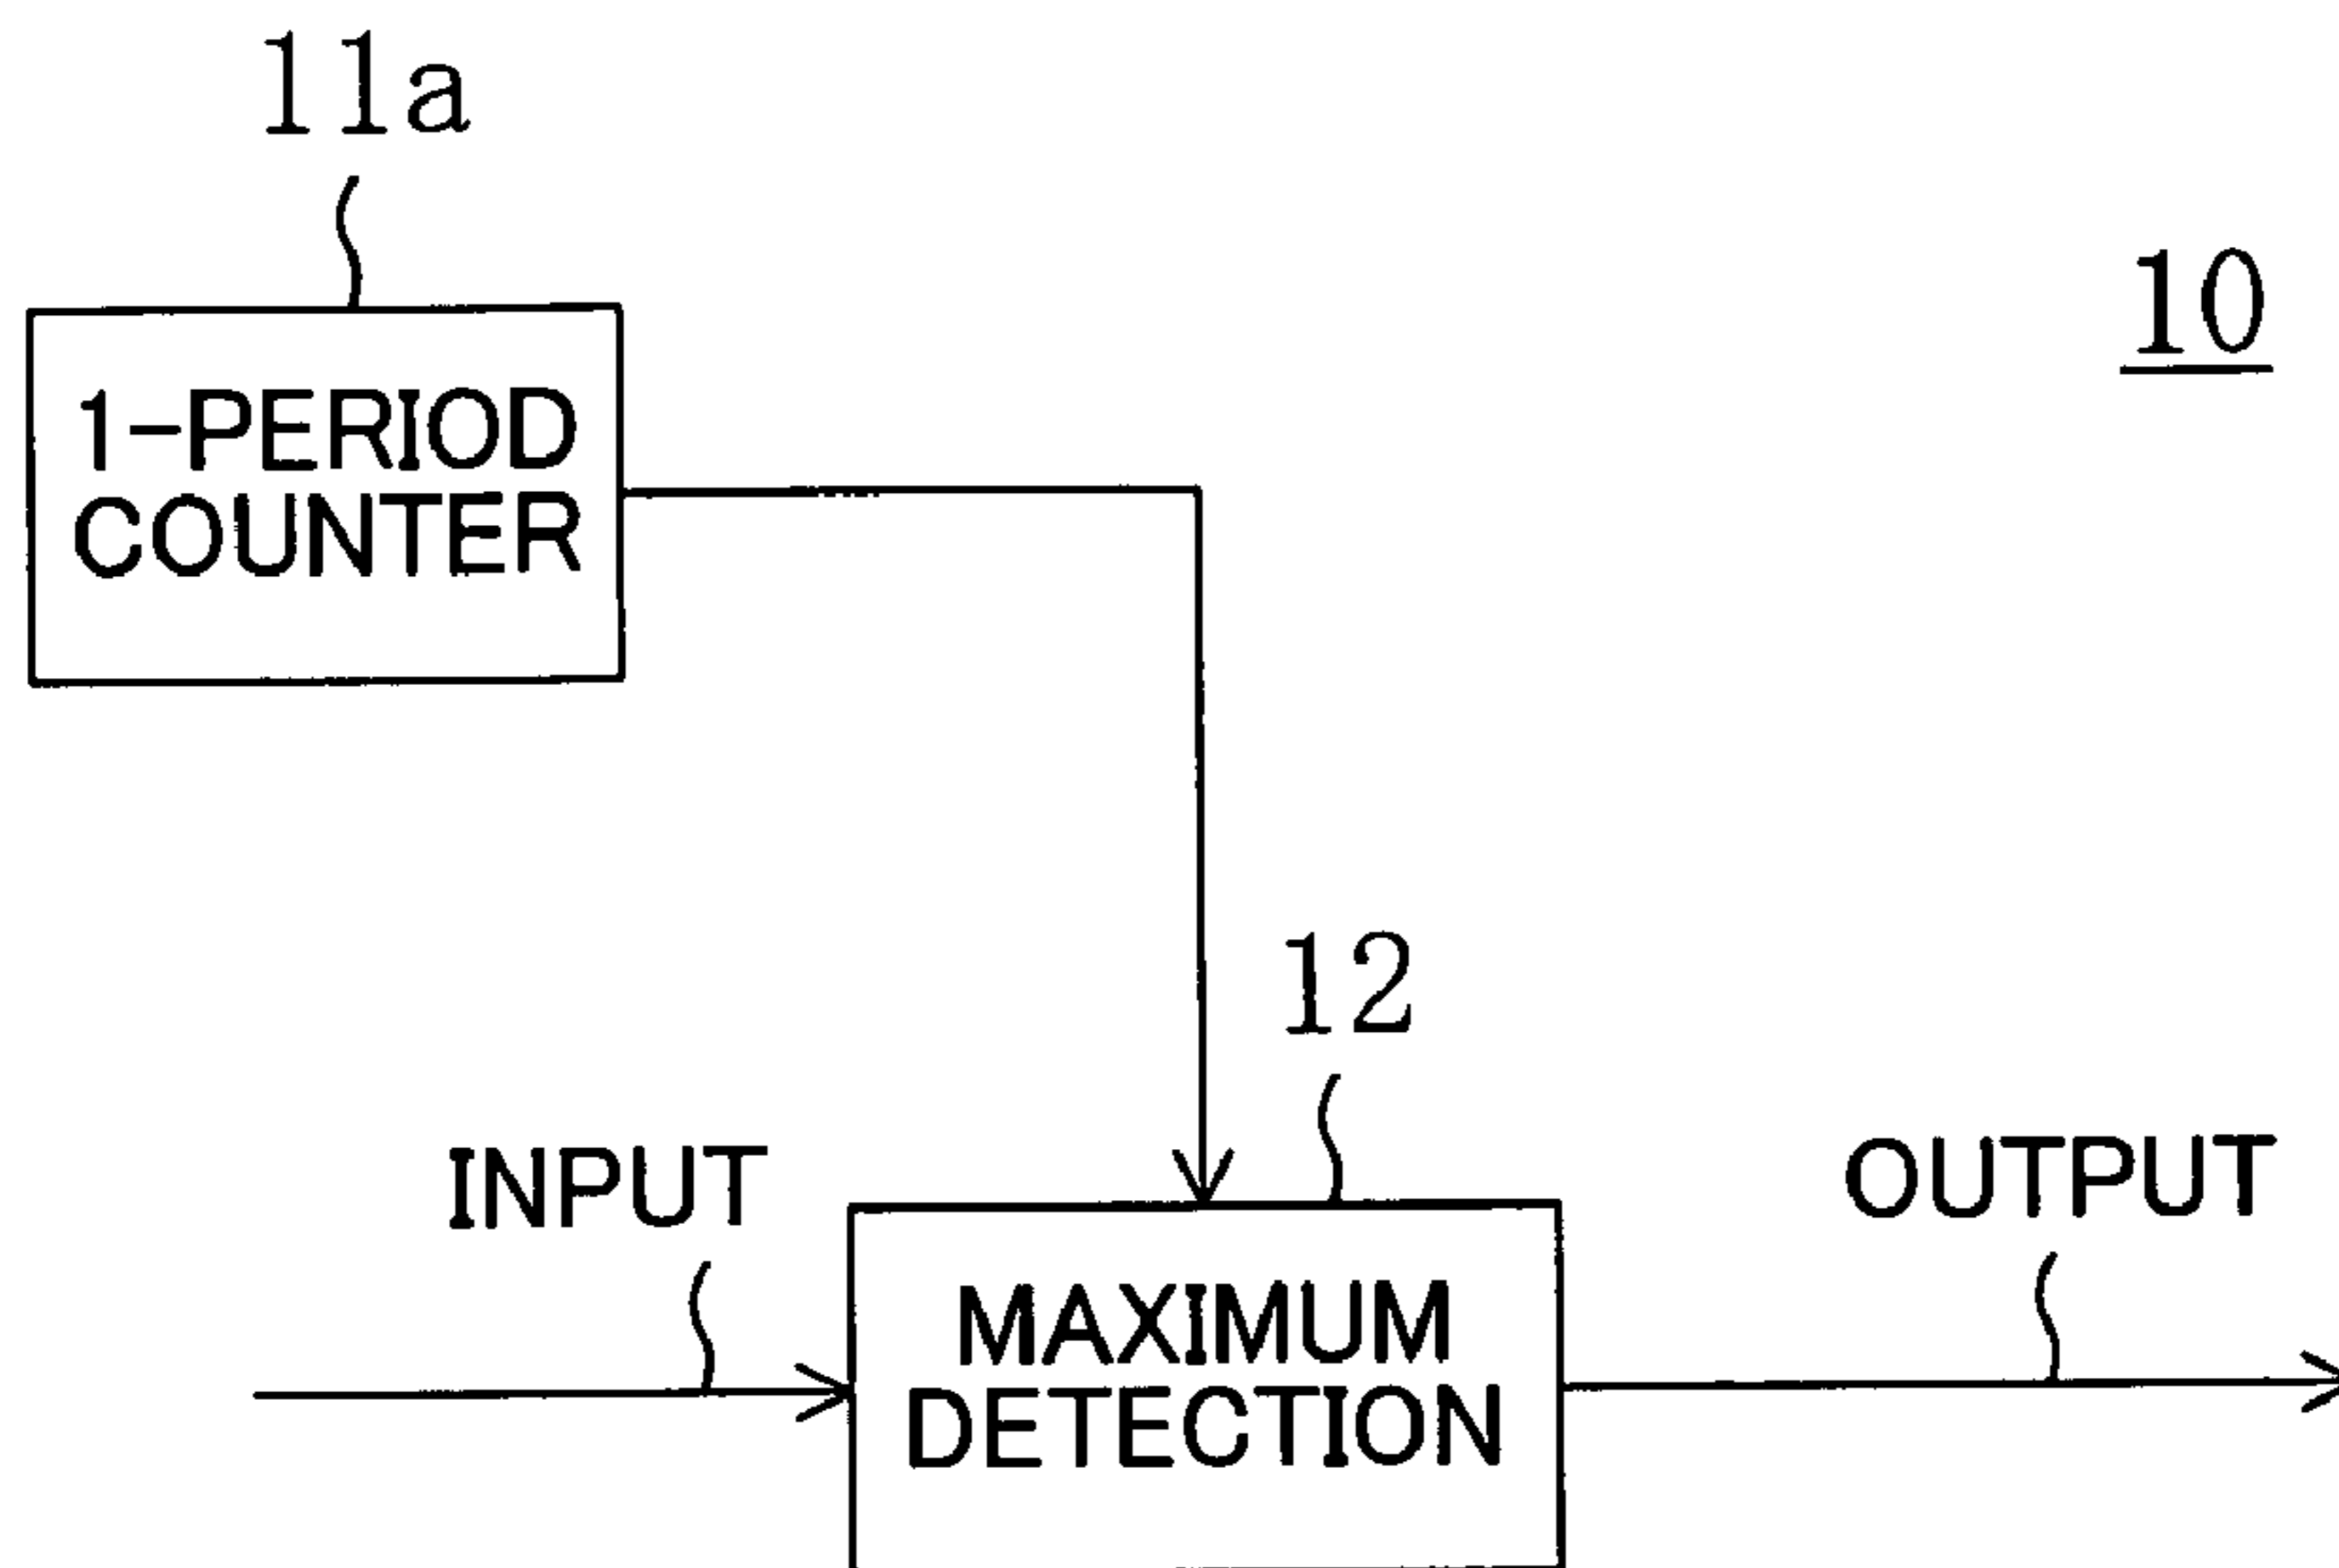 11a
10
1-PERIOD
COUNTER
12
INPUT
OUTPUT
MAXIMUM
DETECTION